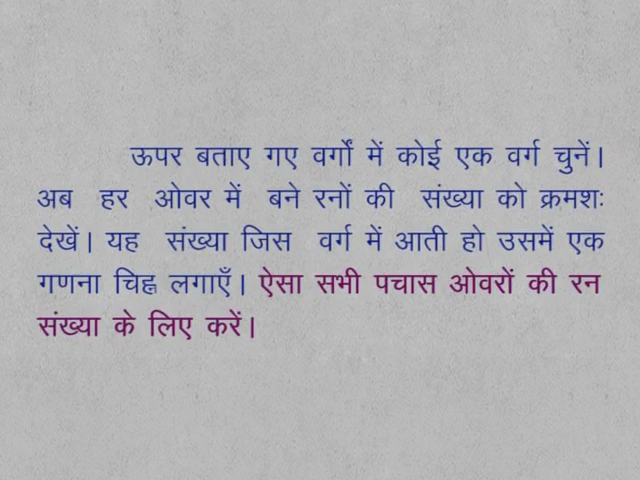 ऊपर बताए गए वर्गों में कोई एक वर्ग चुनें।
अब हर ओवर में बने रनों की संख्या को क्रमशः
देखें। यह संख्या जिस वर्ग में आती हो उसमें एक
गणना चिह्न लगाएँ। ऐसा सभी पचास ओवरों की रन
संख्या के लिए करें।